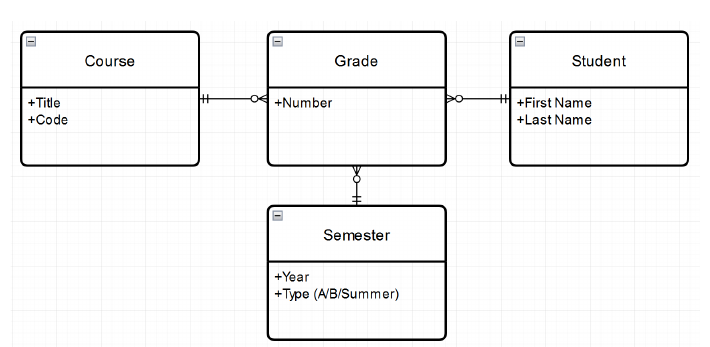 Course
+Title
+Code
Grade
+Number
Student
+First Name
+Last Name
Semester
+Year
+Type (A/B/Summer)